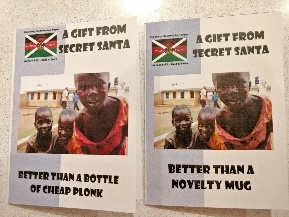 A GIFT FROM
SECRET SANTA
BETTER THAN A BOTTLE
OF CHEAP PLONK
A GIFT FROM
SECRET SANTA
BETTER THAN A
NOVELTY MUG